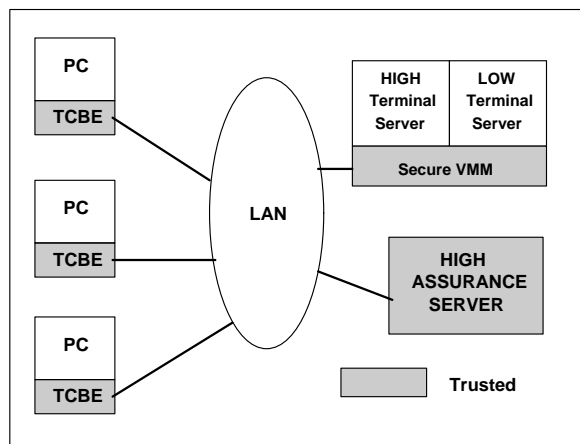 PC
TCBE
PC
TCBE
PC
TCBE
LAN
HIGH
Terminal
Server
LOW
Terminal
Server
Secure VMM
HIGH
ASSURANCE
SERVER
Trusted